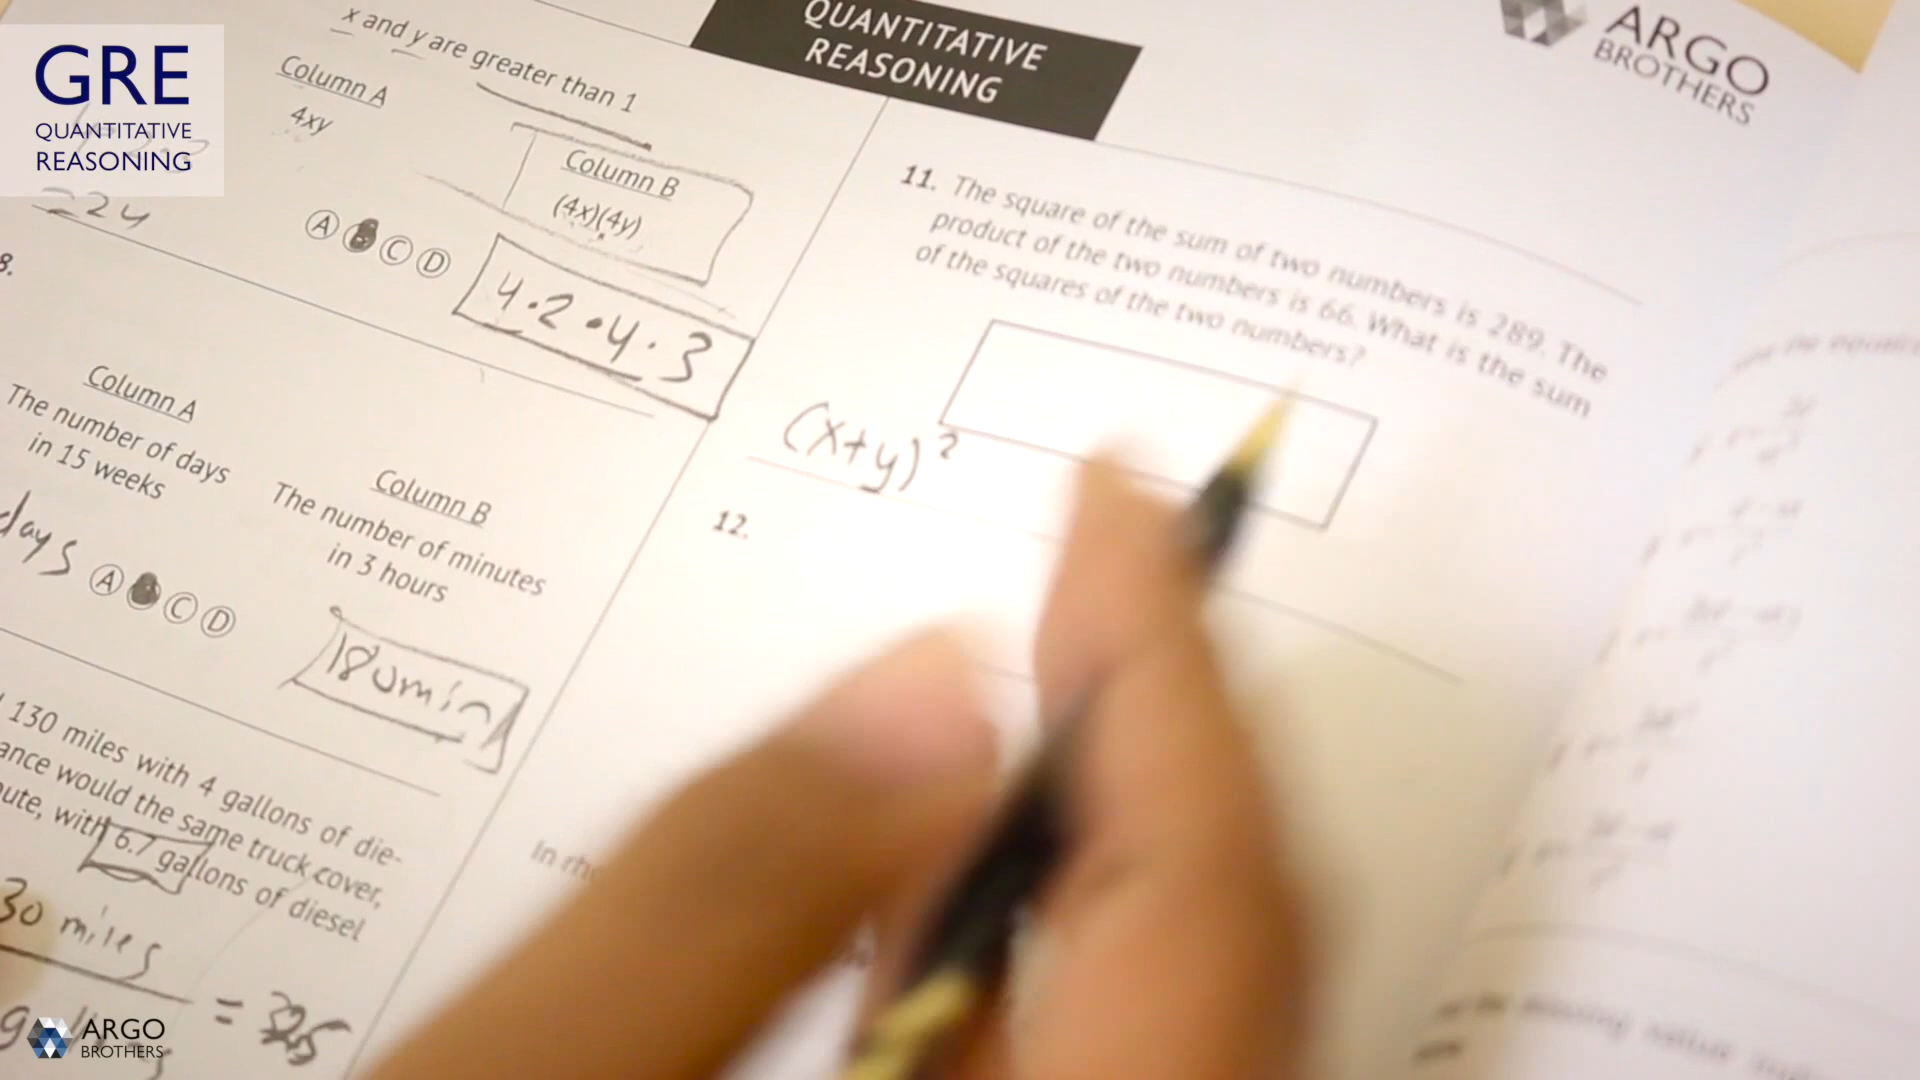 GRE
QUANTITATIVE
REASONING
= 24
x and y are greater than 1
Column A
4xy
Column B
(4x)(4y)
A C D
4·2·4·3
8.
Column A
The number of days
in 15 weeks
days
A C D
Column B
The number of minutes
in 3 hours
180min
130 miles with 4 gallons of die-
would the same truck cover,
with 6.7 gallons of diesel
30 miles
=
QUANTITATIVE
REASONING
ARGO
BROTHERS
11. The square of the sum of two numbers is 289. The
product of the two numbers is 66. What is the sum
of the squares of the two numbers?
(x+y)²
12.
In
ARGO
BROTHERS